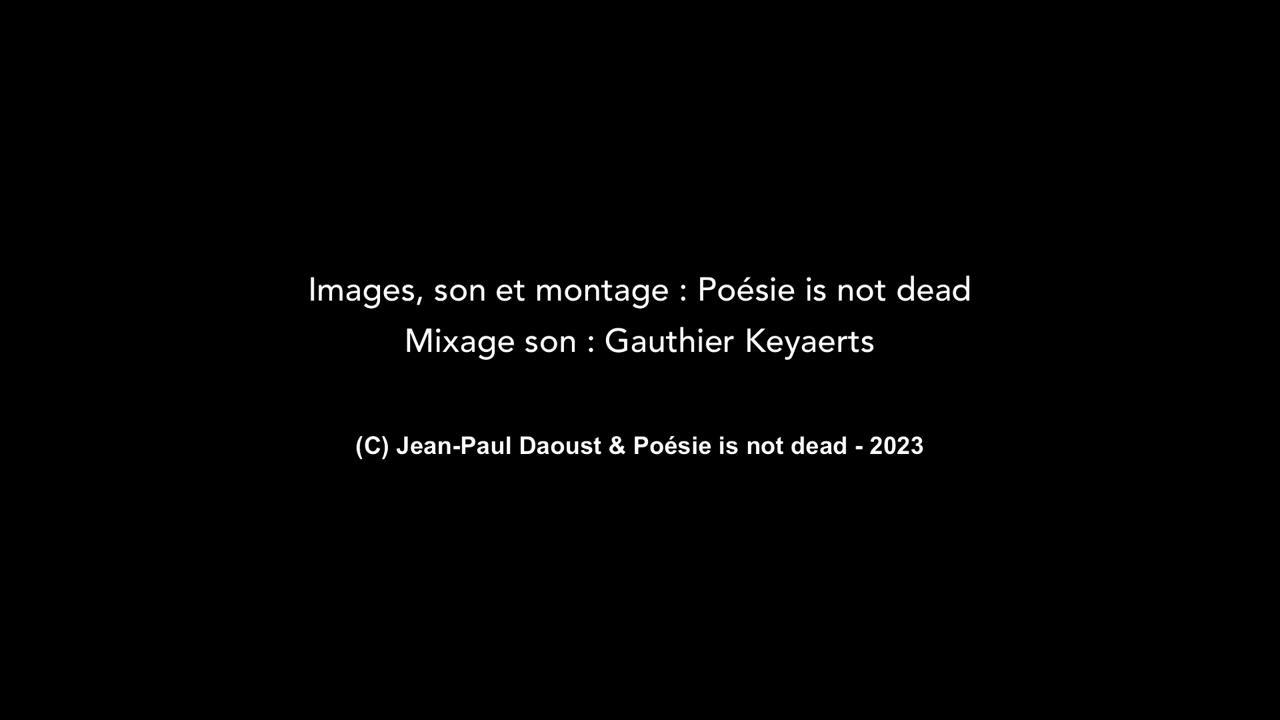 Images, son et montage : Poésie is not dead
Mixage son : Gauthier Keyaerts
(C) Jean-Paul Daoust & Poésie is not dead - 2023